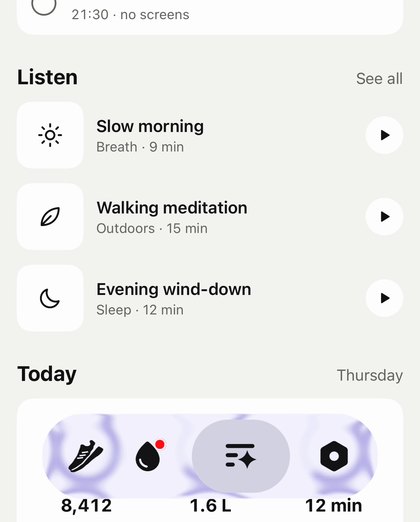 21:30 · no screens
Listen
See all
Slow morning
Breath · 9 min
Walking meditation
Outdoors · 15 min
Evening wind-down
Sleep · 12 min
Today
Thursday
8,412
1.6 L
12 min